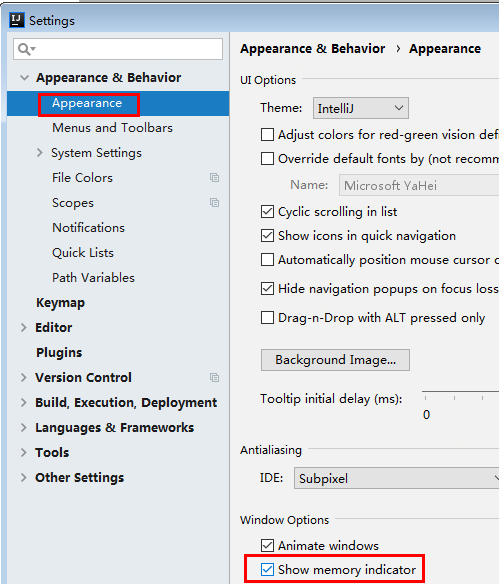 IJ Settings
Appearance & Behavior
Appearance
Menus and Toolbars
System Settings
File Colors
Scopes
Notifications
Quick Lists
Path Variables
Keymap
Editor
Plugins
Version Control
Build, Execution, Deployment
Languages & Frameworks
Tools
Other Settings
Appearance & Behavior › Appearance
UI Options
Theme: IntelliJ
Adjust colors for red-green vision
Override default fonts by (not
Name: Microsoft YaHei
Cyclic scrolling in list
Show icons in quick navigation
Automatically position mouse cursor
Hide navigation popups on focus loss
Drag-n-Drop with ALT pressed only
Background Image...
Tooltip initial delay (ms):
0
Antialiasing
IDE: Subpixel
Window Options
Animate windows
Show memory indicator